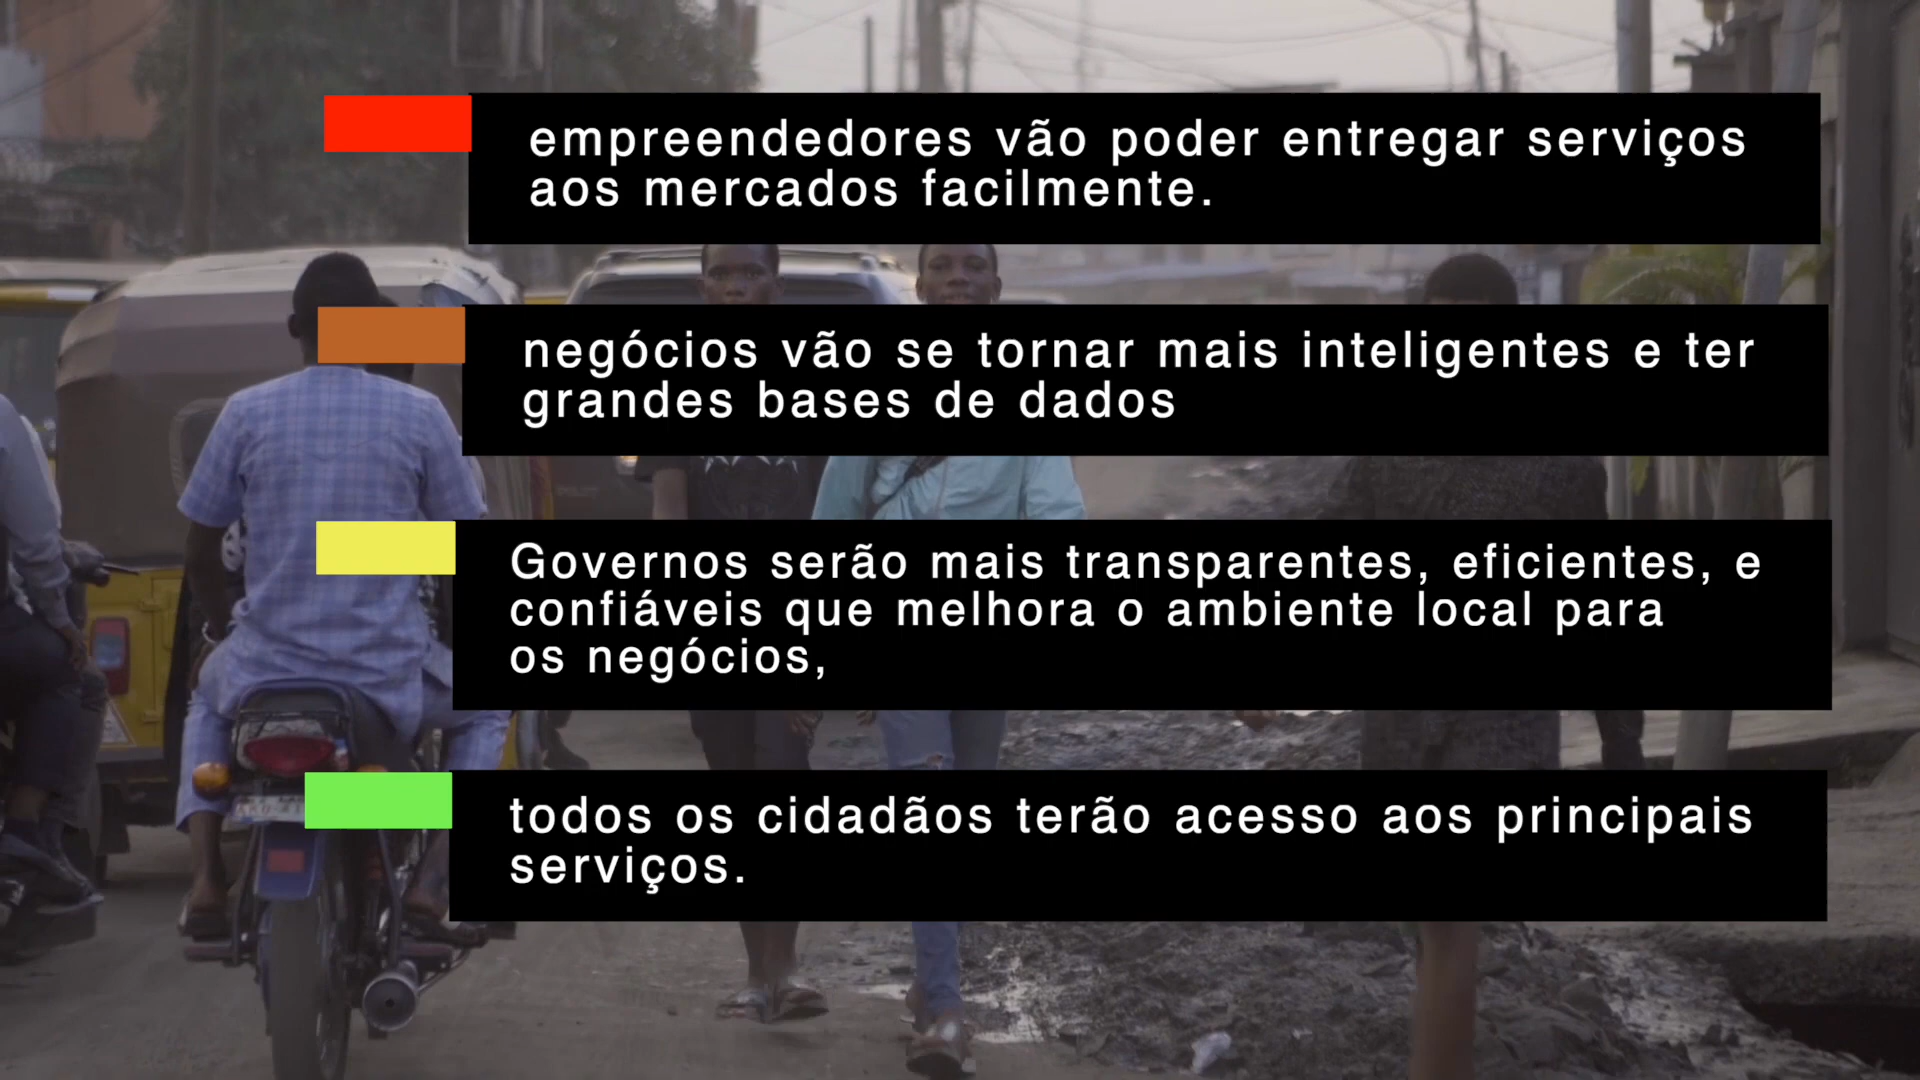 empreendedores vão poder entregar serviços
aos mercados facilmente.
negócios vão se tornar mais inteligentes e ter
grandes bases de dados
Governos serão mais transparentes, eficientes, e
confiáveis que melhora o ambiente local para
os negócios,
todos os cidadãos terão acesso aos principais
serviços.